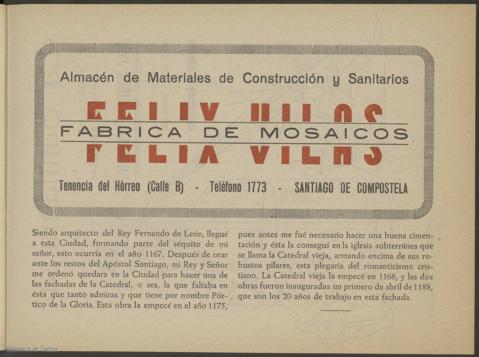 Almacén de Materiales de Construcción y Sanitarios
FELIX VILAS
FABRICA DE MOSAICOS
Tenencia del Hórreo (Calle B) - Teléfono 1773 - SANTIAGO DE COMPOSTELA
Siendo arquitecto del Rey Fernando de León, llegué
a esta Ciudad, formando parte del séquito de mi
señor, esto ocurría en el año 1167. Después de orar
ante los restos del Apóstol Santiago, mi Rey y Señor
me ordenó quedara en la Ciudad para hacer una de
las fachadas de la Catedral, o sea, la que faltaba en
ésta que tanto admiras y que tiene por nombre Pór-
tico de la Gloria. Esta obra la empecé en el año 1175,
pues antes me fué necesario hacer una buena cimen-
tación y ésta la conseguí en la iglesia subterránea que
se llama la Catedral vieja, armando encima de sus ro-
bustos pilares, esta plegaria del romanticismo cris-
tiano. La Catedral vieja la empecé en 1168, y las dos
obras fueron inauguradas un primero de abril de 1188,
que son los 20 años de trabajo en esta fachada.
Biblioteca de Galicia